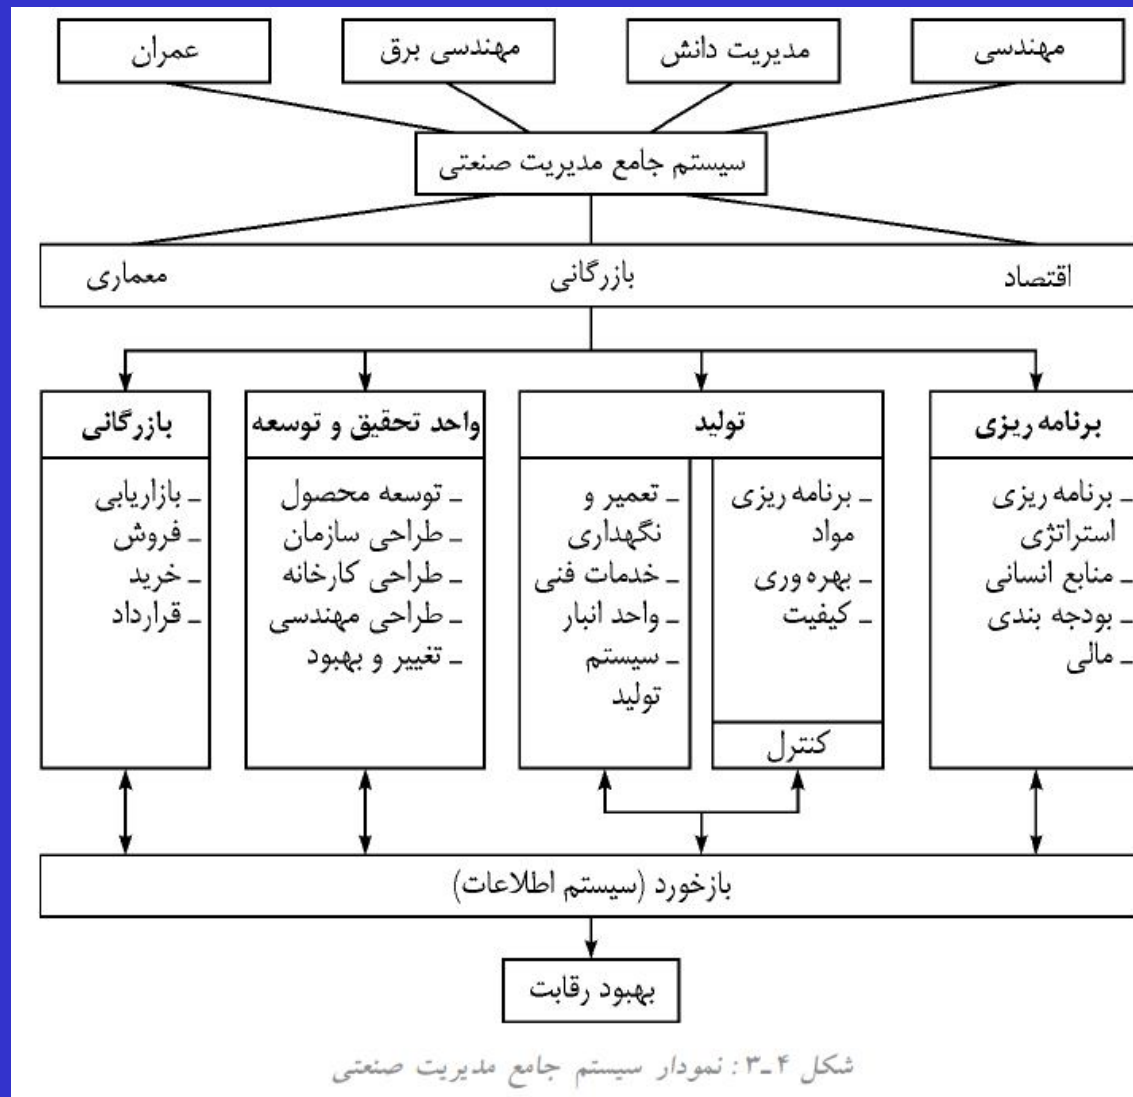 مهندسی
مدیریت دانش
مهندسی برق
عمران
سیستم جامع مدیریت صنعتی
اقتصاد
بازرگانی
معماری
برنامه ریزی
ـ برنامه ریزی
استراتژی
ـ منابع انسانی
ـ بودجه بندی
ـ مالی
تولید
ـ برنامه ریزی
مواد
ـ بهره وری
ـ کیفیت
کنترل
ـ تعمیر و
نگهداری
ـ خدمات فنی
ـ واحد انبار
ـ سیستم
تولید
واحد تحقیق و توسعه
ـ توسعه محصول
ـ طراحی سازمان
ـ طراحی کارخانه
ـ طراحی مهندسی
ـ تغییر و بهبود
بازرگانی
ـ بازاریابی
ـ فروش
ـ خرید
ـ قرارداد
بازخورد (سیستم اطلاعات)
بهبود رقابت
شکل ۴ـ۳: نمودار سیستم جامع مدیریت صنعتی